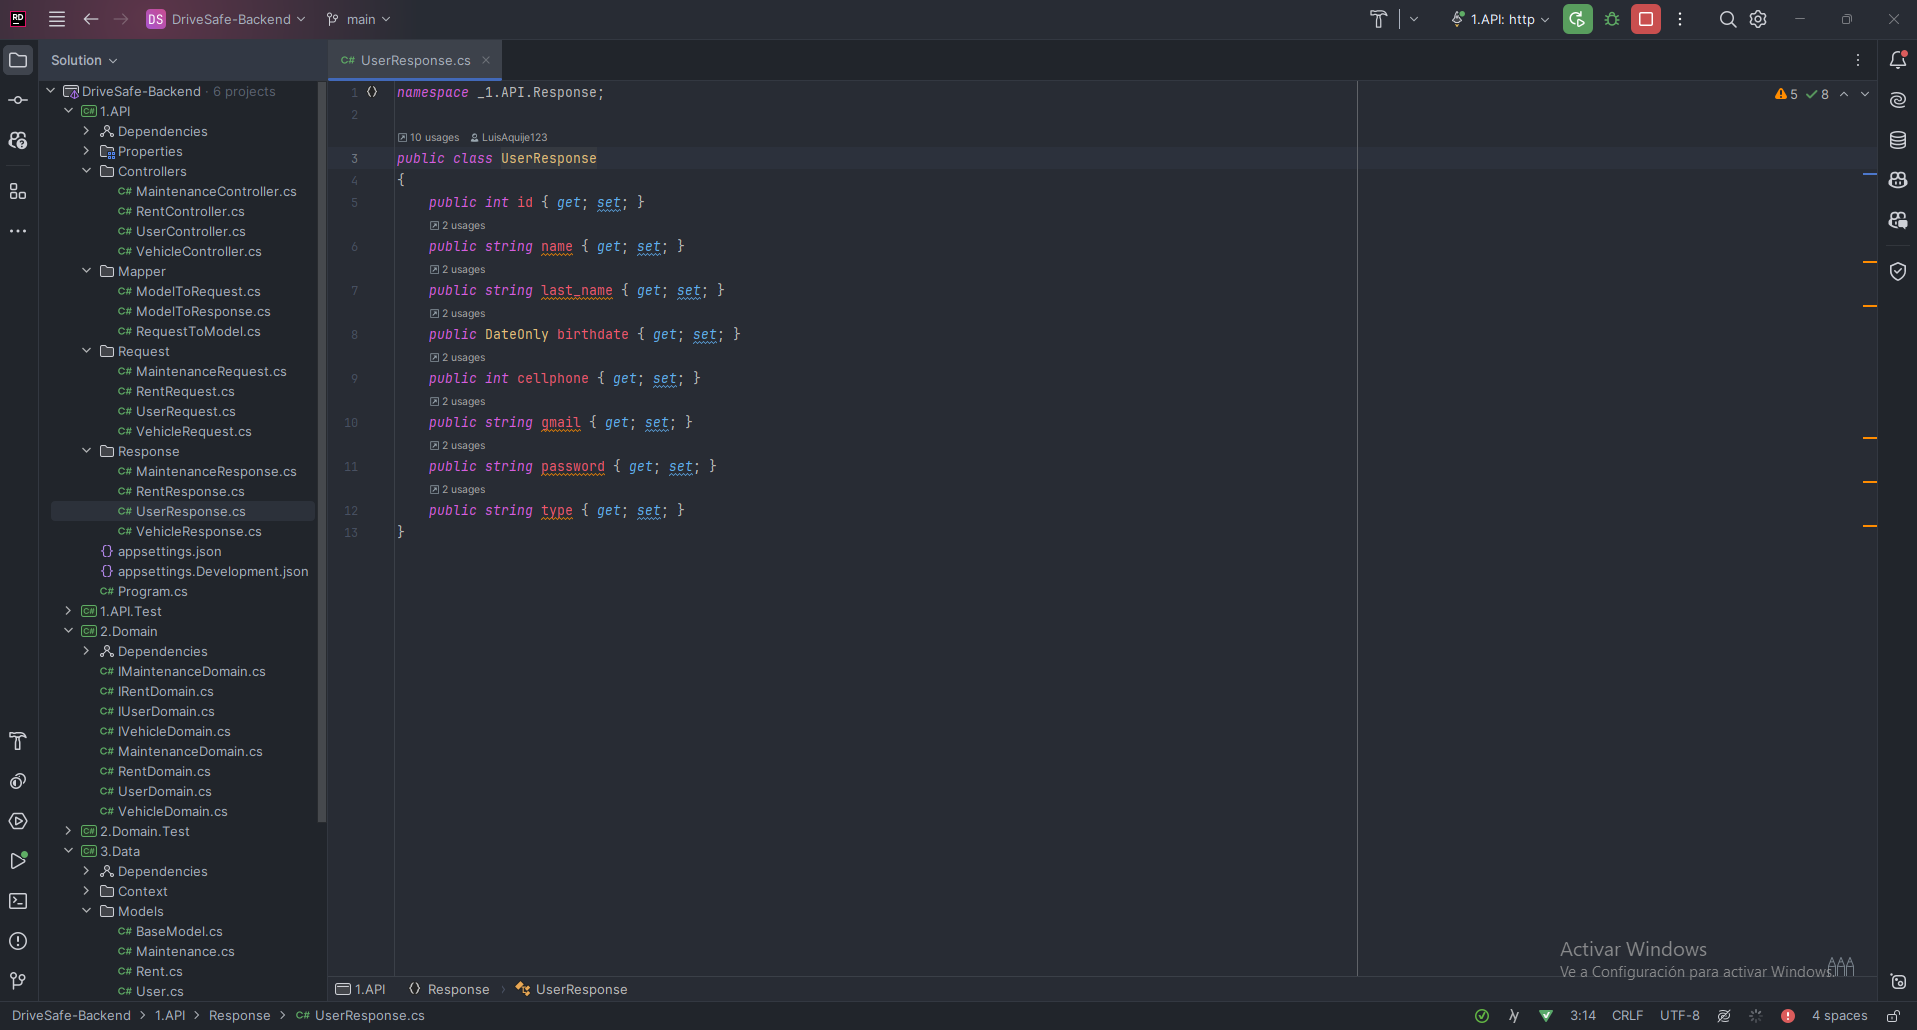 RD DS DriveSafe-Backend main 1.API: http
Solution
UserResponse.cs
DriveSafe-Backend · 6 projects
1.API
Dependencies
Properties
Controllers
C# MaintenanceController.cs
C# RentController.cs
C# UserController.cs
C# VehicleController.cs
Mapper
C# ModelToRequest.cs
C# ModelToResponse.cs
C# RequestToModel.cs
Request
C# MaintenanceRequest.cs
C# RentRequest.cs
C# UserRequest.cs
C# VehicleRequest.cs
Response
C# MaintenanceResponse.cs
C# RentResponse.cs
C# UserResponse.cs
C# VehicleResponse.cs
{} appsettings.json
{} appsettings.Development.json
C# Program.cs
C# 1.API.Test
C# 2.Domain
Dependencies
C# IMaintenanceDomain.cs
C# IRentDomain.cs
C# IUserDomain.cs
C# IVehicleDomain.cs
C# MaintenanceDomain.cs
C# RentDomain.cs
C# UserDomain.cs
C# VehicleDomain.cs
C# 2.Domain.Test
C# 3.Data
Dependencies
Context
Models
C# BaseModel.cs
C# Maintenance.cs
C# Rent.cs
C# User.cs
1 namespace _1.API.Response;
5 8
2
10 usages LuisAquije123
3 public class UserResponse
4 {
5 public int id { get; set; }
2 usages
6 public string name { get; set; }
2 usages
7 public string last_name { get; set; }
2 usages
8 public DateOnly birthdate { get; set; }
2 usages
9 public int cellphone { get; set; }
2 usages
10 public string gmail { get; set; }
2 usages
11 public string password { get; set; }
2 usages
12 public string type { get; set; }
13 }
Activar Windows
Ve a Configuración para activar Windows.
1.API Response UserResponse
DriveSafe-Backend > 1.API > Response > C# UserResponse.cs
3:14 CRLF UTF-8 4 spaces